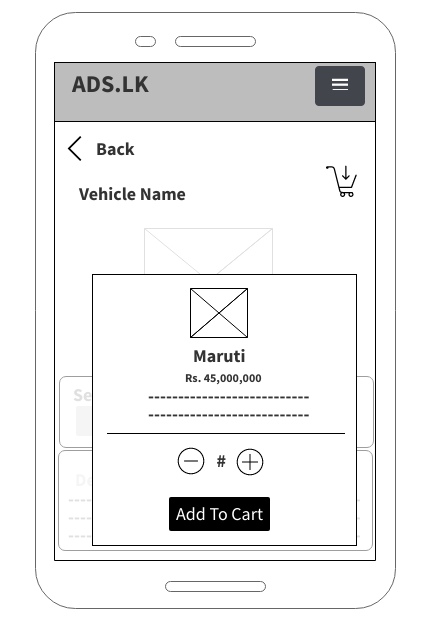 ADS.LK
Back
Vehicle Name
Maruti
Rs. 45,000,000
#
Add To Cart